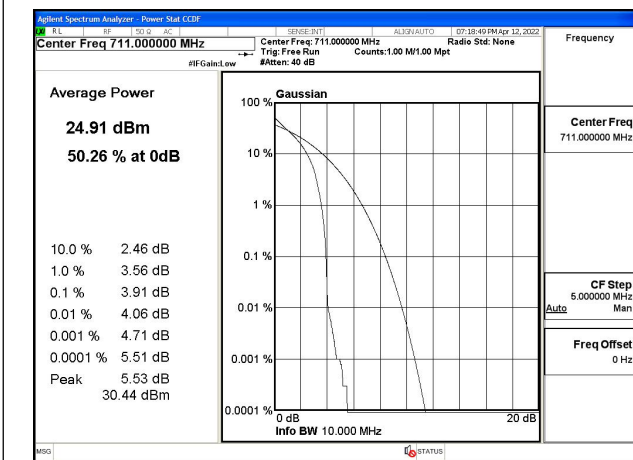 Agilent Spectrum Analyzer - Power Stat CCDF
LXI RL RF 50 Ω AC SENSE:INT ALIGNAUTO 07:18:49 PM Apr 12, 2022
Center Freq 711.000000 MHz
Center Freq: 711.000000 MHz Radio Std: None
Trig: Free Run Counts:1.00 M/1.00 Mpt
#IFGain:Low #Atten: 40 dB
Frequency
Average Power
24.91 dBm
50.26 % at 0dB
10.0 % 2.46 dB
1.0 % 3.56 dB
0.1 % 3.91 dB
0.01 % 4.06 dB
0.001 % 4.71 dB
0.0001 % 5.51 dB
Peak 5.53 dB
30.44 dBm
Gaussian
100 %
10 %
1 %
0.1 %
0.01 %
0.001 %
0.0001 %
0 dB 20 dB
Info BW 10.000 MHz
Center Freq
711.000000 MHz
CF Step
5.000000 MHz
Auto Man
Freq Offset
0 Hz
MSG STATUS